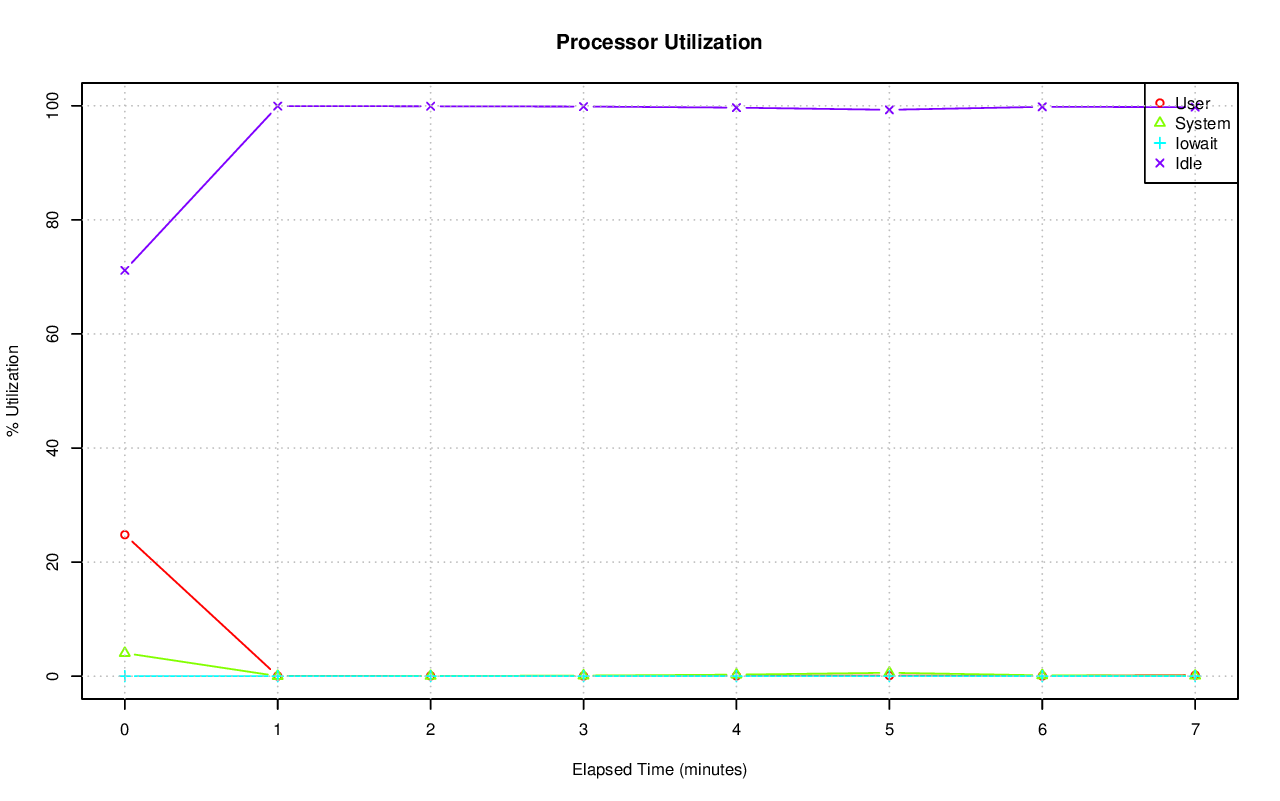 Processor Utilization
100
80
60
40
20
0
% Utilization
User
System
Iowait
Idle
0 1 2 3 4 5 6 7
Elapsed Time (minutes)